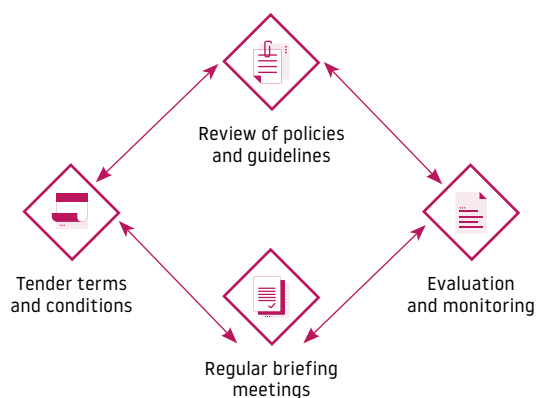 Review of policies
and guidelines
Tender terms
and conditions
Evaluation
and monitoring
Regular briefing
meetings